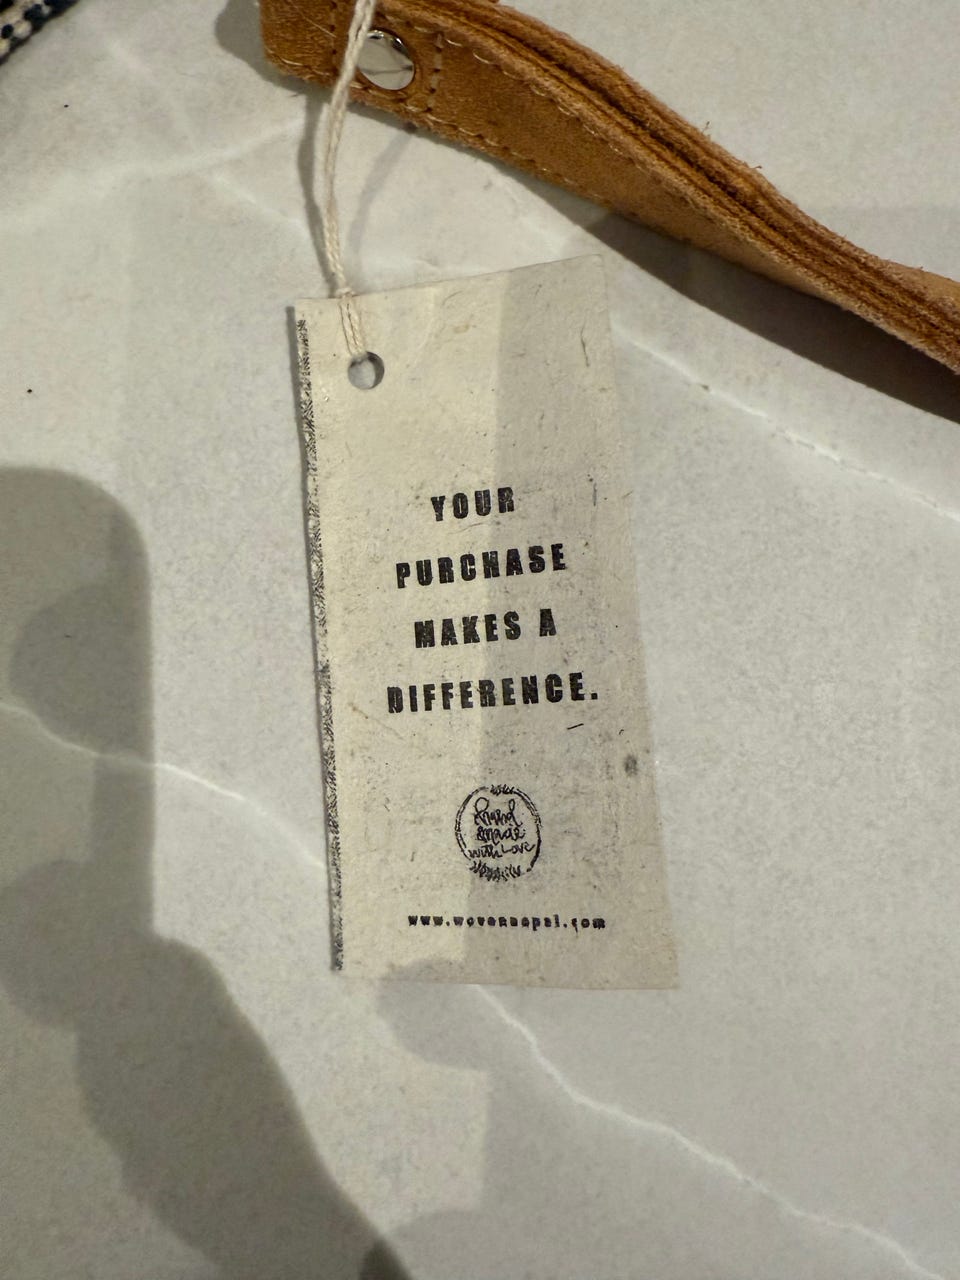 YOUR
PURCHASE
MAKES A
DIFFERENCE.
Hand
made
with Love
www.wovennepal.com